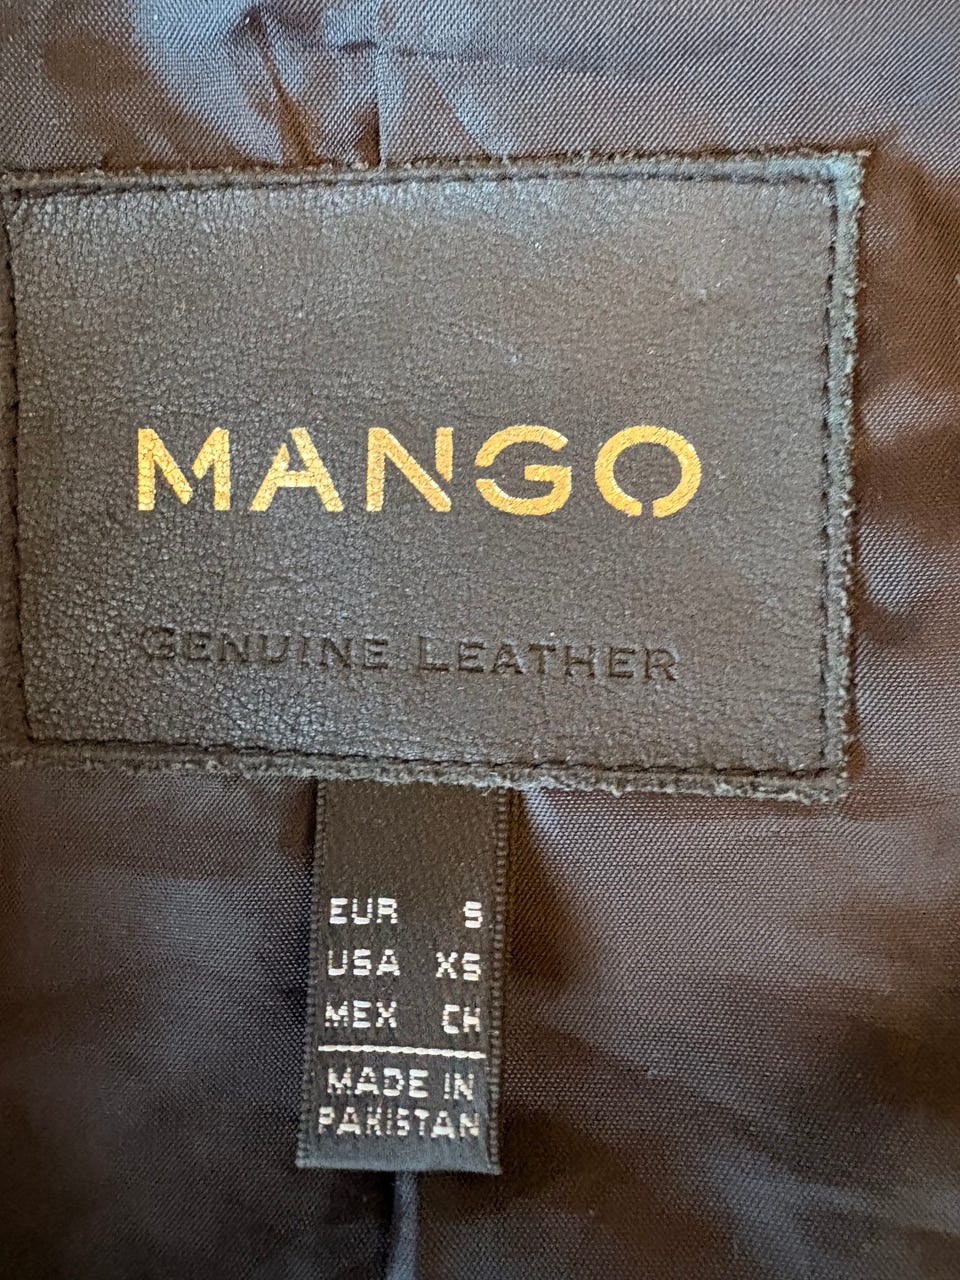 MANGO
GENUINE LEATHER
EUR S
USA XS
MEX CH
MADE IN
PAKISTAN